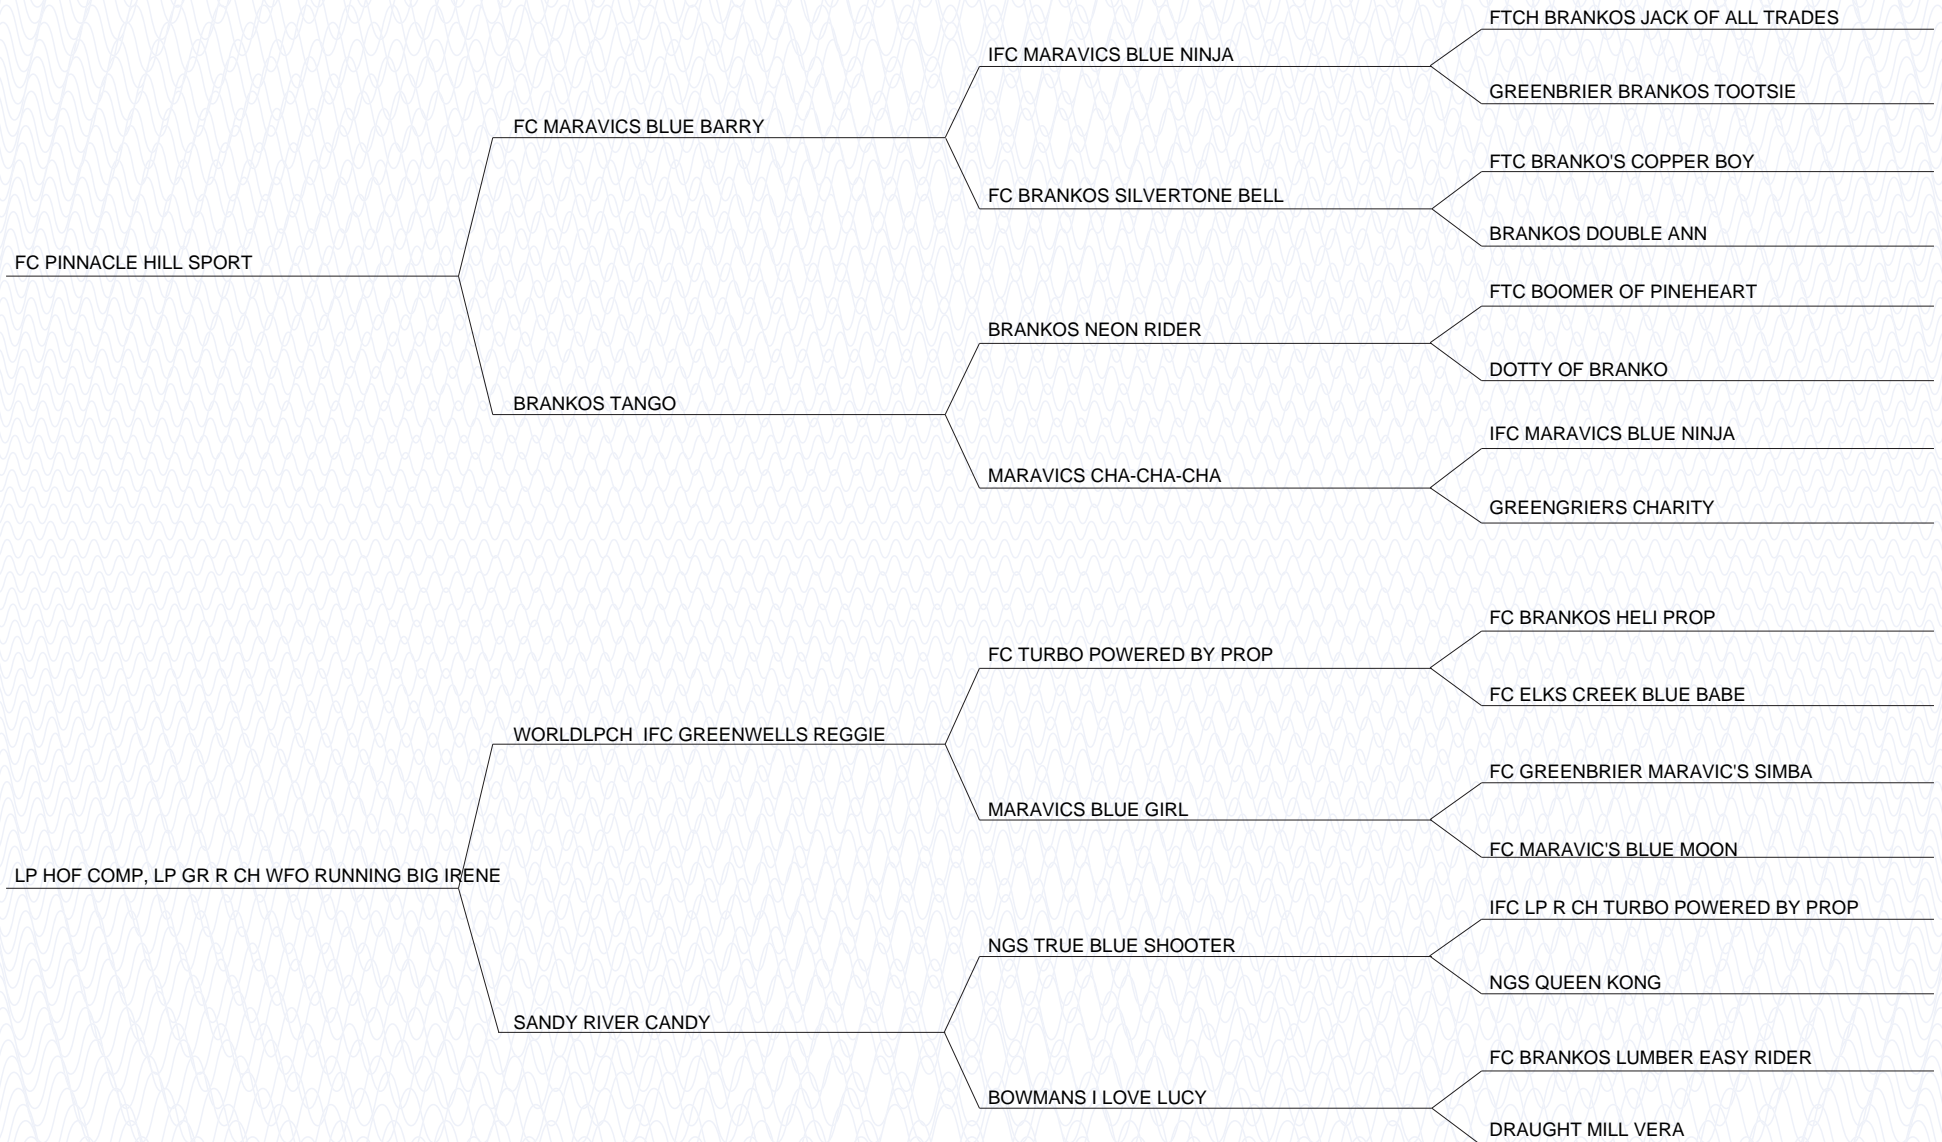 FTCH BRANKOS JACK OF ALL TRADES
IFC MARAVICS BLUE NINJA
GREENBRIER BRANKOS TOOTSIE
FC MARAVICS BLUE BARRY
FTC BRANKO'S COPPER BOY
FC BRANKOS SILVERTONE BELL
BRANKOS DOUBLE ANN
FC PINNACLE HILL SPORT
FTC BOOMER OF PINEHEART
BRANKOS NEON RIDER
DOTTY OF BRANKO
BRANKOS TANGO
IFC MARAVICS BLUE NINJA
MARAVICS CHA-CHA-CHA
GREENGRIERS CHARITY
FC BRANKOS HELI PROP
FC TURBO POWERED BY PROP
FC ELKS CREEK BLUE BABE
WORLDLPCH  IFC GREENWELLS REGGIE
FC GREENBRIER MARAVIC'S SIMBA
MARAVICS BLUE GIRL
FC MARAVIC'S BLUE MOON
LP HOF COMP, LP GR R CH WFO RUNNING BIG IRENE
IFC LP R CH TURBO POWERED BY PROP
NGS TRUE BLUE SHOOTER
NGS QUEEN KONG
SANDY RIVER CANDY
FC BRANKOS LUMBER EASY RIDER
BOWMANS I LOVE LUCY
DRAUGHT MILL VERA